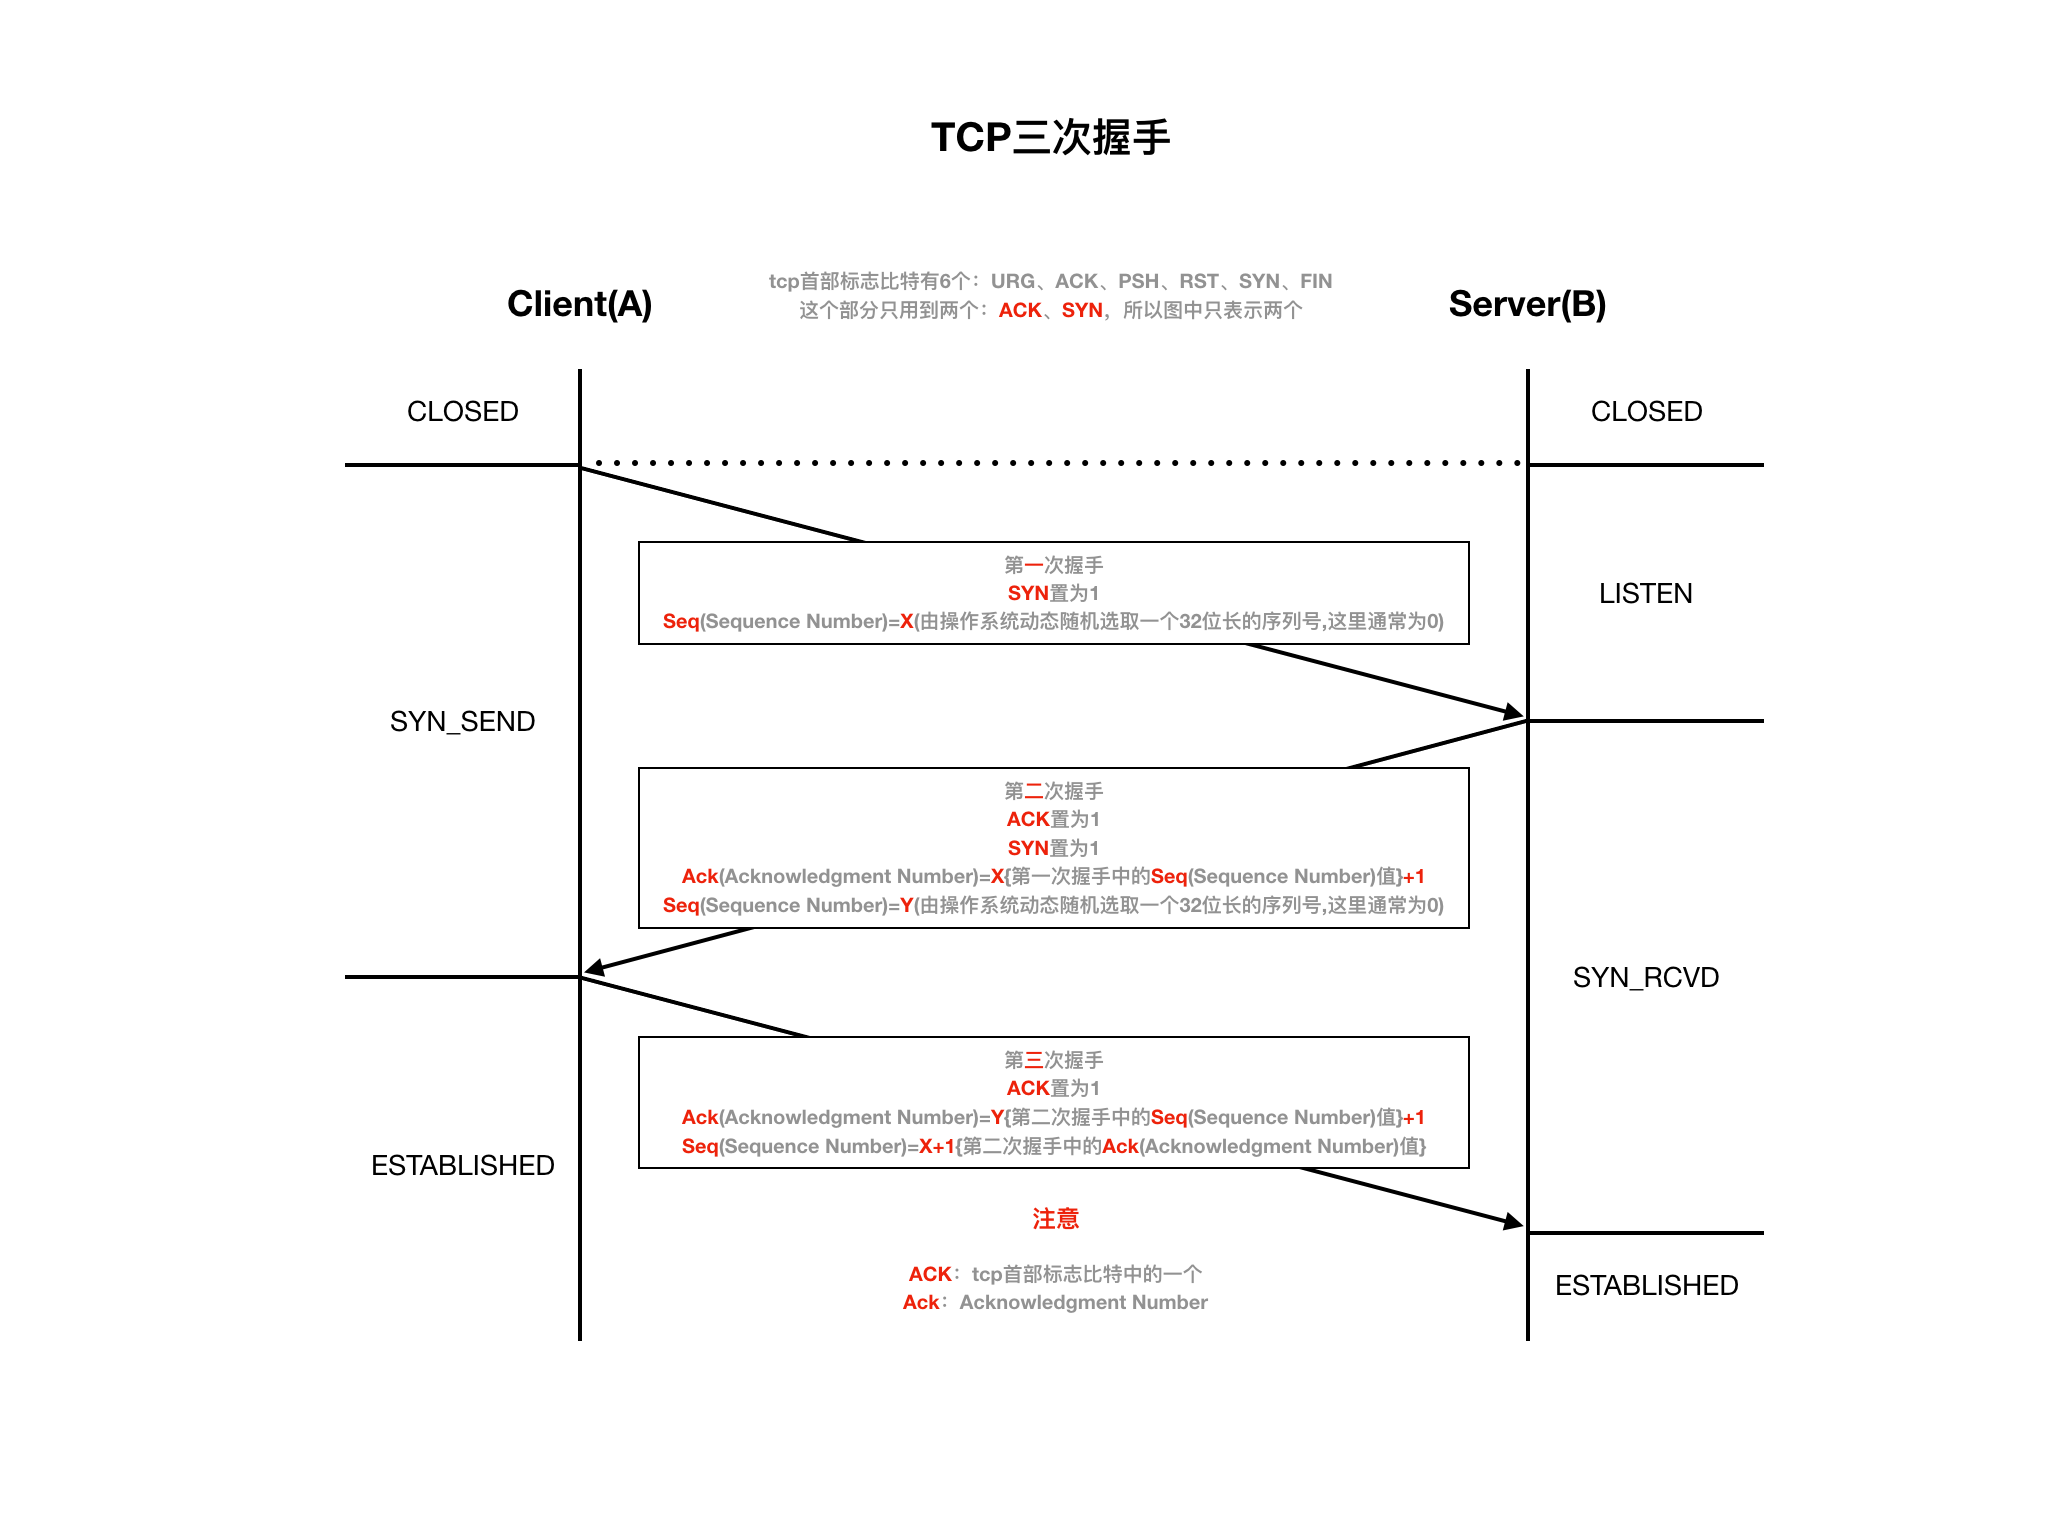 TCP三次握手
tcp首部标志比特有6个：URG、ACK、PSH、RST、SYN、FIN
这个部分只用到两个：ACK、SYN，所以图中只表示两个
Client(A)
Server(B)
CLOSED
CLOSED
第一次握手
SYN置为1
Seq(Sequence Number)=X(由操作系统动态随机选取一个32位长的序列号,这里通常为0)
LISTEN
SYN_SEND
第二次握手
ACK置为1
SYN置为1
Ack(Acknowledgment Number)=X{第一次握手中的Seq(Sequence Number)值}+1
Seq(Sequence Number)=Y(由操作系统动态随机选取一个32位长的序列号,这里通常为0)
SYN_RCVD
第三次握手
ACK置为1
Ack(Acknowledgment Number)=Y{第二次握手中的Seq(Sequence Number)值}+1
Seq(Sequence Number)=X+1{第二次握手中的Ack(Acknowledgment Number)值}
ESTABLISHED
注意
ACK：tcp首部标志比特中的一个
Ack：Acknowledgment Number
ESTABLISHED